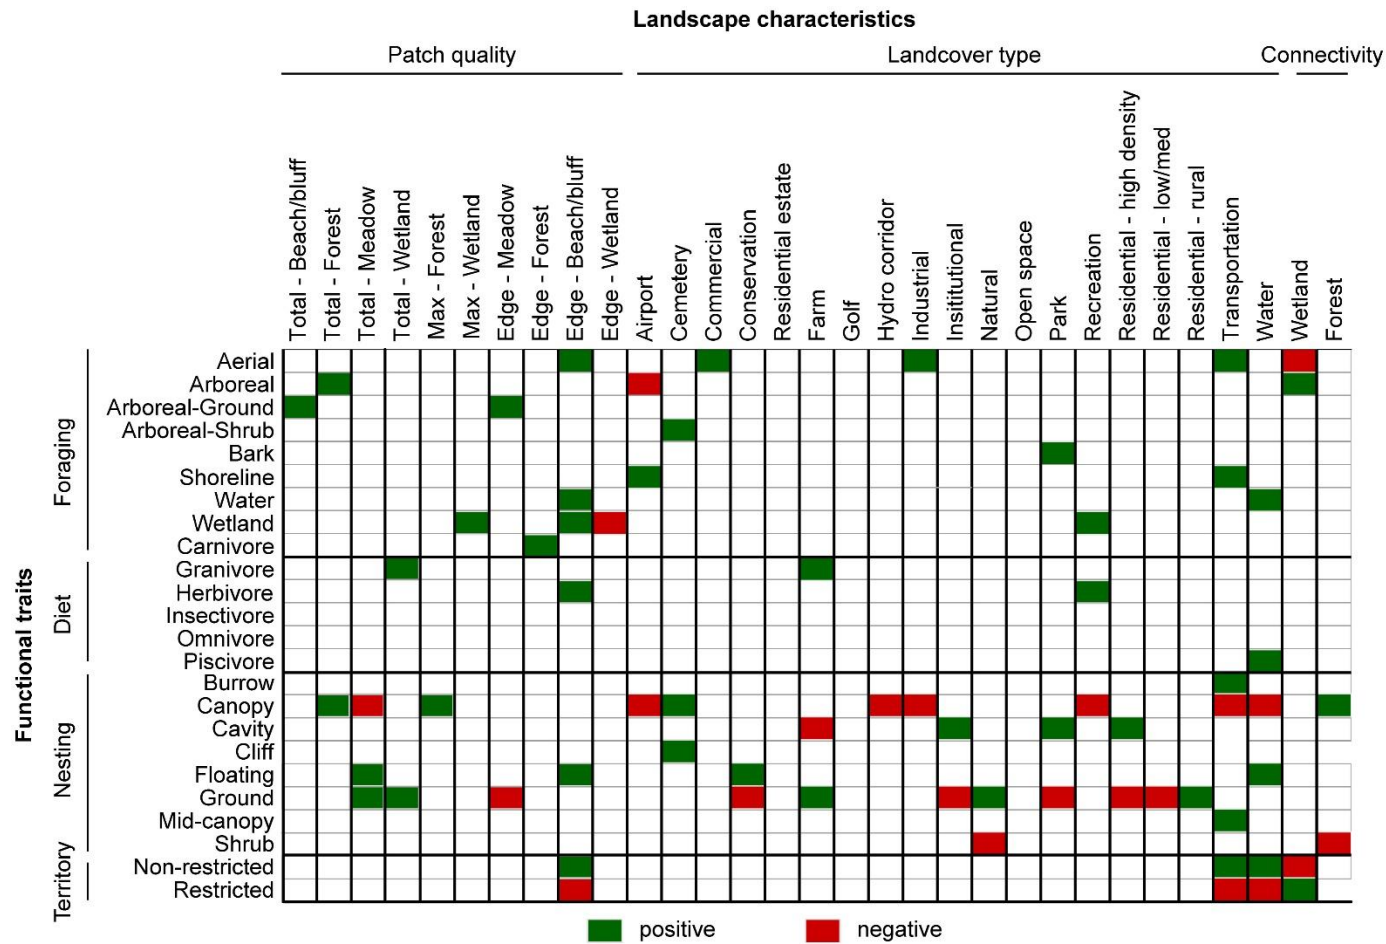 Landscape characteristics
Patch quality
Landcover type
Connectivity
Total - Beach/bluff
Total - Forest
Total - Meadow
Total - Wetland
Max - Forest
Max - Wetland
Edge - Meadow
Edge - Forest
Edge - Beach/bluff
Edge - Wetland
Airport
Cemetery
Commercial
Conservation
Residential estate
Farm
Golf
Hydro corridor
Industrial
Insititutional
Natural
Open space
Park
Recreation
Residential - high density
Residential - low/med
Residential - rural
Transportation
Water
Wetland
Forest
Functional traits
Foraging
Aerial
Arboreal
Arboreal-Ground
Arboreal-Shrub
Bark
Shoreline
Water
Wetland
Carnivore
Diet
Granivore
Herbivore
Insectivore
Omnivore
Piscivore
Nesting
Burrow
Canopy
Cavity
Cliff
Floating
Ground
Mid-canopy
Shrub
Territory
Non-restricted
Restricted
positive
negative